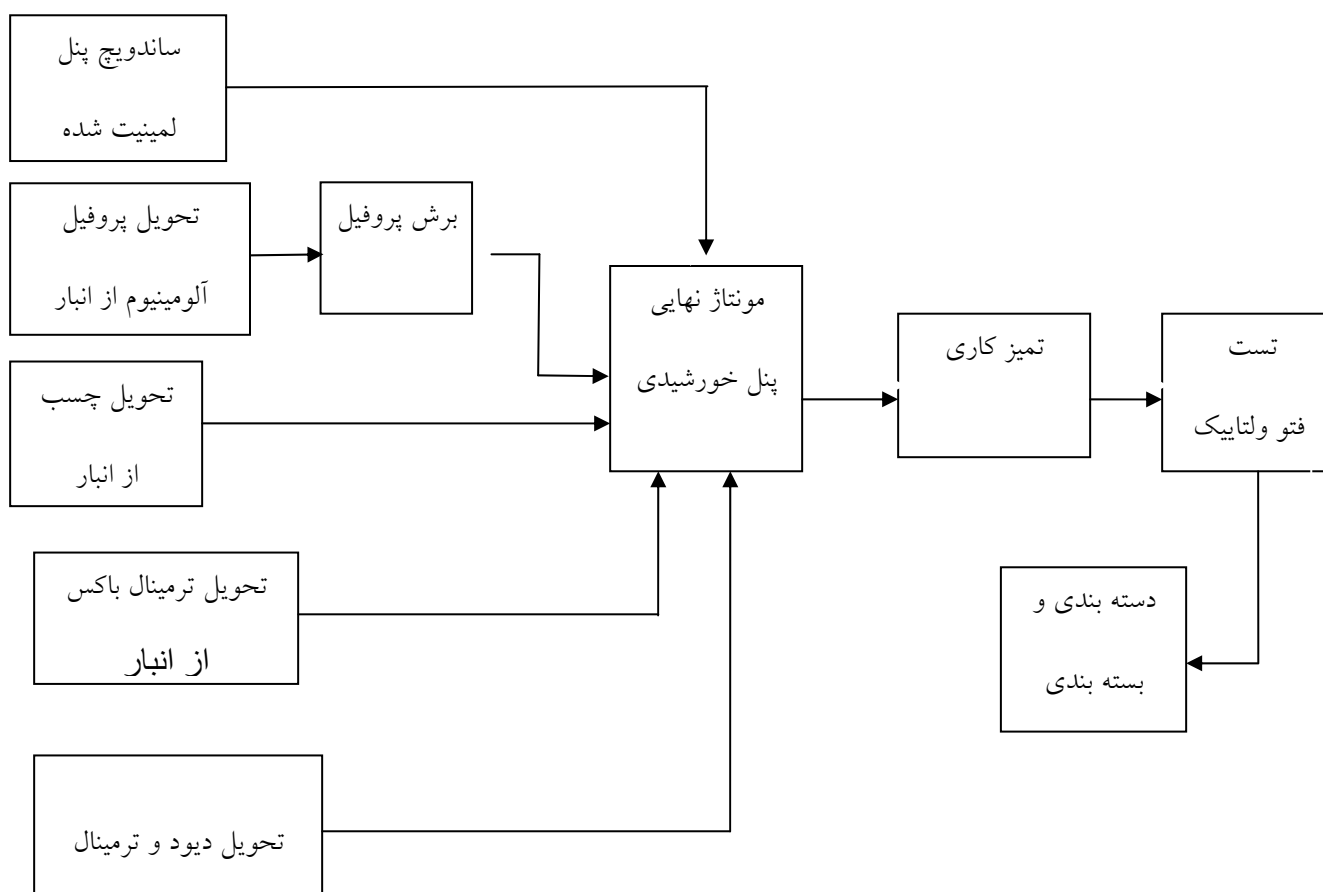 ساندویچ پنل
لمینیت شده
تحویل پروفیل
آلومینیوم از انبار
برش پروفیل
تحویل چسب
از انبار
تحویل ترمینال باکس
از انبار
تحویل دیود و ترمینال
مونتاژ نهایی
پنل خورشیدی
تمیز کاری
تست
فتو ولتاییک
دسته بندی و
بسته بندی